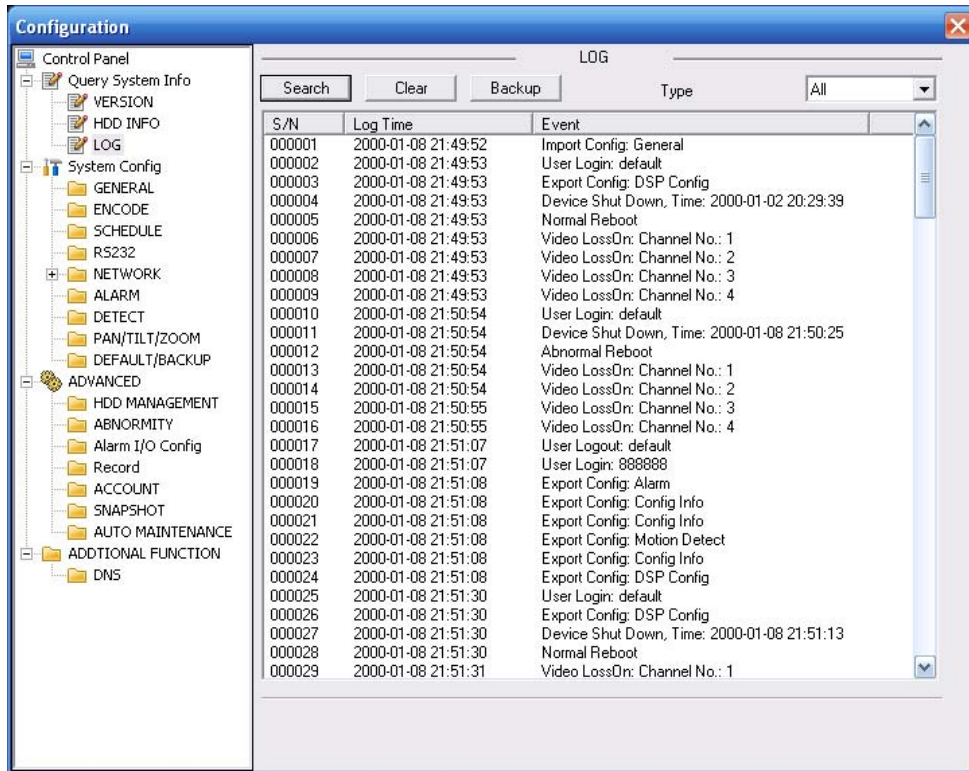 Configuration
Control Panel
Query System Info
VERSION
HDD INFO
LOG
System Config
GENERAL
ENCODE
SCHEDULE
RS232
NETWORK
ALARM
DETECT
PAN/TILT/ZOOM
DEFAULT/BACKUP
ADVANCED
HDD MANAGEMENT
ABNORMITY
Alarm I/O Config
Record
ACCOUNT
SNAPSHOT
AUTO MAINTENANCE
ADDTIONAL FUNCTION
DNS
LOG
Search Clear Backup Type All
S/N Log Time Event
000001 2000-01-08 21:49:52 Import Config: General
000002 2000-01-08 21:49:53 User Login: default
000003 2000-01-08 21:49:53 Export Config: DSP Config
000004 2000-01-08 21:49:53 Device Shut Down, Time: 2000-01-02 20:29:39
000005 2000-01-08 21:49:53 Normal Reboot
000006 2000-01-08 21:49:53 Video LossOn: Channel No.: 1
000007 2000-01-08 21:49:53 Video LossOn: Channel No.: 2
000008 2000-01-08 21:49:53 Video LossOn: Channel No.: 3
000009 2000-01-08 21:49:53 Video LossOn: Channel No.: 4
000010 2000-01-08 21:50:54 User Login: default
000011 2000-01-08 21:50:54 Device Shut Down, Time: 2000-01-08 21:50:25
000012 2000-01-08 21:50:54 Abnormal Reboot
000013 2000-01-08 21:50:54 Video LossOn: Channel No.: 1
000014 2000-01-08 21:50:54 Video LossOn: Channel No.: 2
000015 2000-01-08 21:50:55 Video LossOn: Channel No.: 3
000016 2000-01-08 21:50:55 Video LossOn: Channel No.: 4
000017 2000-01-08 21:51:07 User Logout: default
000018 2000-01-08 21:51:07 User Login: 888888
000019 2000-01-08 21:51:08 Export Config: Alarm
000020 2000-01-08 21:51:08 Export Config: Config Info
000021 2000-01-08 21:51:08 Export Config: Config Info
000022 2000-01-08 21:51:08 Export Config: Motion Detect
000023 2000-01-08 21:51:08 Export Config: Config Info
000024 2000-01-08 21:51:08 Export Config: DSP Config
000025 2000-01-08 21:51:30 User Login: default
000026 2000-01-08 21:51:30 Export Config: DSP Config
000027 2000-01-08 21:51:30 Device Shut Down, Time: 2000-01-08 21:51:13
000028 2000-01-08 21:51:30 Normal Reboot
000029 2000-01-08 21:51:31 Video LossOn: Channel No.: 1